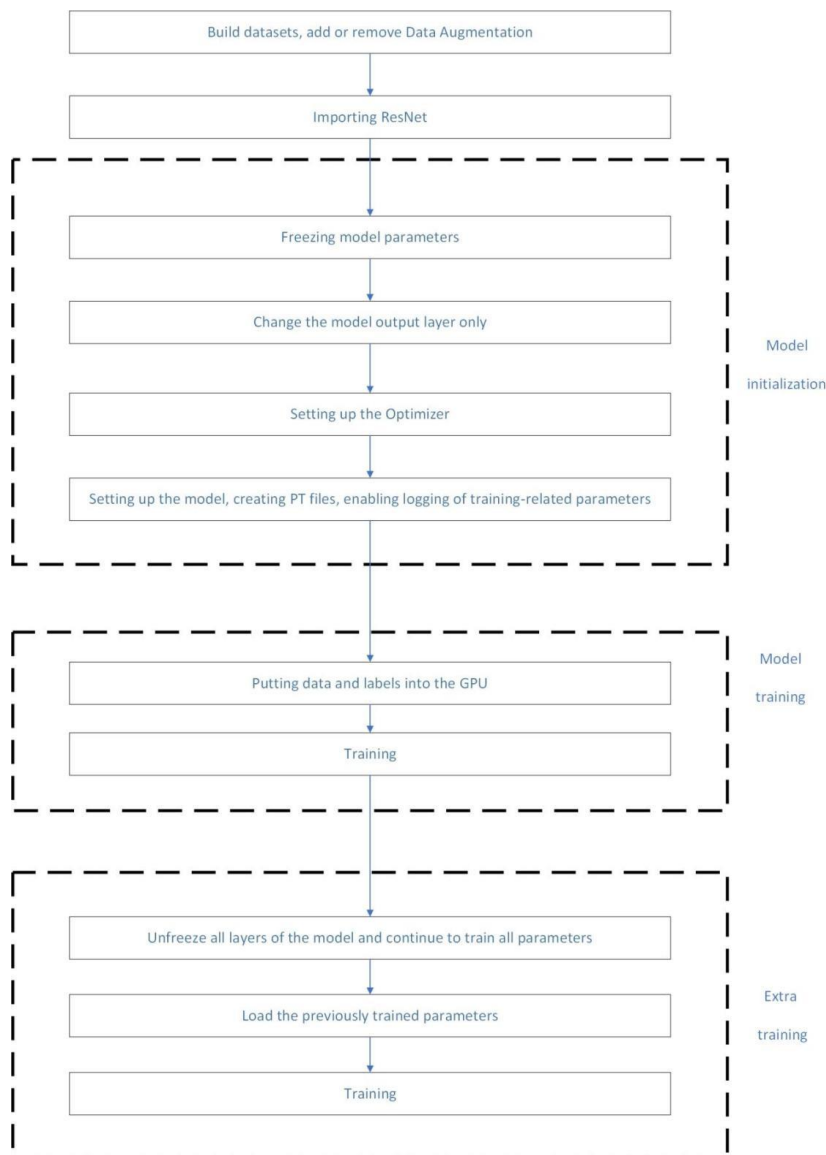 Build datasets, add or remove Data Augmentation
Importing ResNet
Freezing model parameters
Change the model output layer only
Model
initialization
Setting up the Optimizer
Setting up the model, creating PT files, enabling logging of training-related parameters
Model
training
Putting data and labels into the GPU
Training
Unfreeze all layers of the model and continue to train all parameters
Extra
training
Load the previously trained parameters
Training